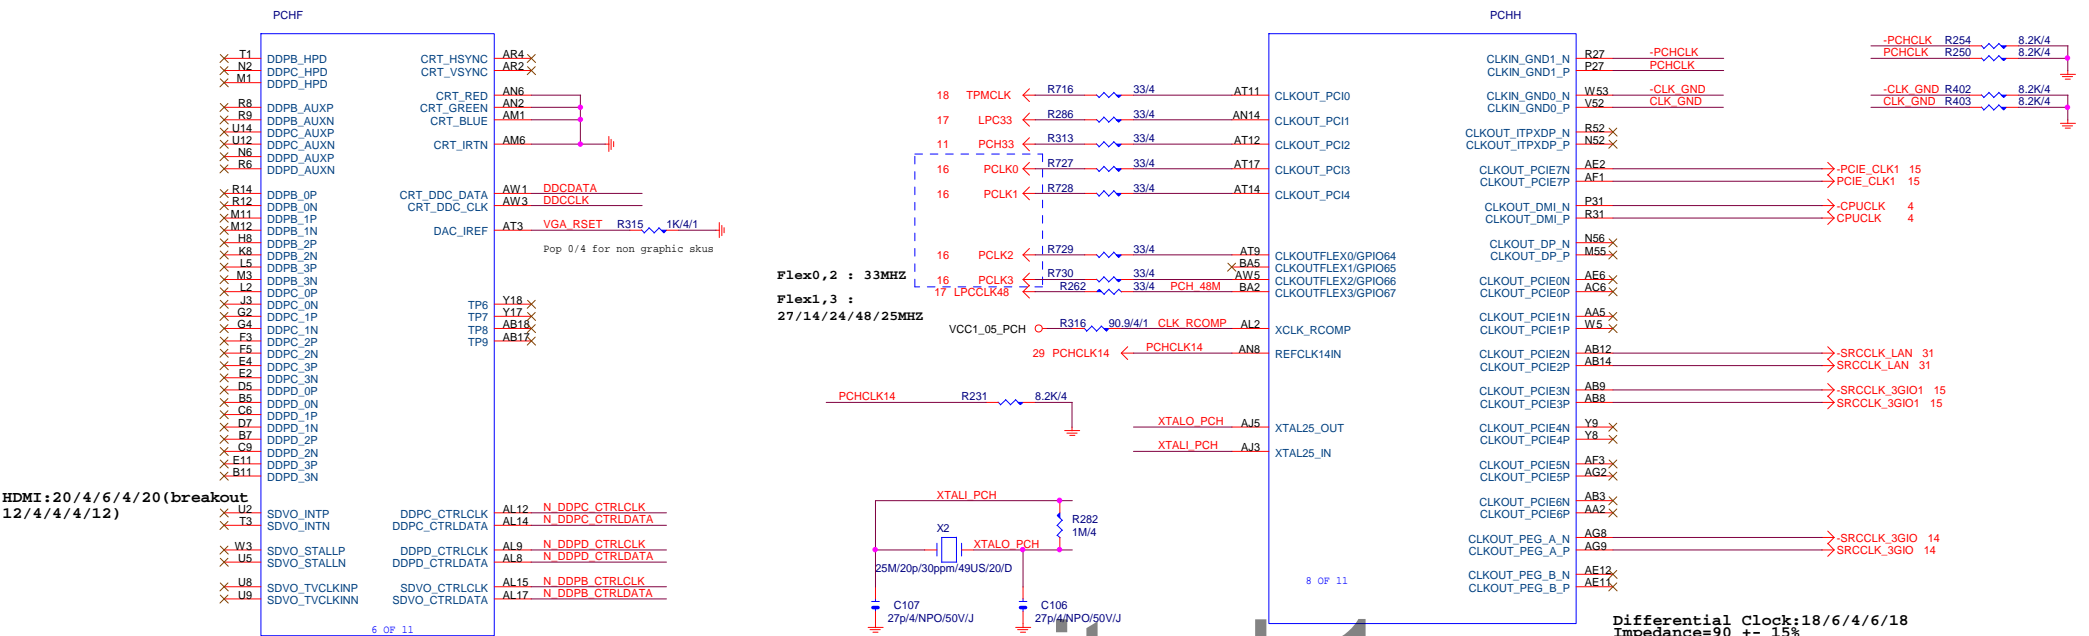 PCHF
T1 DDPB_HPD CRT_HSYNC AR4
N2 DDPC_HPD CRT_VSYNC AR2
M1 DDPD_HPD
CRT_RED AN6
R8 DDPB_AUXP CRT_GREEN AN2
R9 DDPB_AUXN CRT_BLUE AM1
U14 DDPC_AUXP
U12 DDPC_AUXN CRT_IRTN AM6
N6 DDPD_AUXP
R6 DDPD_AUXN
R14 DDPB_0P CRT_DDC_DATA AW1 DDCDATA
R12 DDPB_0N CRT_DDC_CLK AW3 DDCCLK
M11 DDPB_1P
M12 DDPB_1N DAC_IREF AT3 VGA_RSET R315 1K/4/1
H8 DDPB_2P
Pop 0/4 for non graphic skus
K8 DDPB_2N
L5 DDPB_3P
M3 DDPB_3N
L2 DDPC_0P
J3 DDPC_0N TP6 Y18
G2 DDPC_1P TP7 Y17
G4 DDPC_1N TP8 AB18
F3 DDPC_2P TP9 AB17
F5 DDPC_2N
E4 DDPC_3P
E2 DDPC_3N
D5 DDPD_0P
B5 DDPD_0N
C6 DDPD_1P
D7 DDPD_1N
B7 DDPD_2P
C9 DDPD_2N
E11 DDPD_3P
B11 DDPD_3N
HDMI:20/4/6/4/20(breakout
12/4/4/4/12)
U2 SDVO_INTP DDPC_CTRLCLK AL12 N_DDPC_CTRLCLK
T3 SDVO_INTN DDPC_CTRLDATA AL14 N_DDPC_CTRLDATA
W3 SDVO_STALLP DDPD_CTRLCLK AL9 N_DDPD_CTRLCLK
U5 SDVO_STALLN DDPD_CTRLDATA AL8 N_DDPD_CTRLDATA
U8 SDVO_TVCLKINP SDVO_CTRLCLK AL15 N_DDPB_CTRLCLK
U9 SDVO_TVCLKINN SDVO_CTRLDATA AL17 N_DDPB_CTRLDATA
6 OF 11
PCHH
18 TPMCLK R716 33/4 AT11 CLKOUT_PCI0
17 LPC33 R286 33/4 AN14 CLKOUT_PCI1
11 PCH33 R313 33/4 AT12 CLKOUT_PCI2
16 PCLK0 R727 33/4 AT17 CLKOUT_PCI3
16 PCLK1 R728 33/4 AT14 CLKOUT_PCI4
16 PCLK2 R729 33/4 AT9 CLKOUTFLEX0/GPIO64
BA5 CLKOUTFLEX1/GPIO65
16 PCLK3 R730 33/4 AW5 CLKOUTFLEX2/GPIO66
17 LPCCLK48 R262 33/4 PCH_48M BA2 CLKOUTFLEX3/GPIO67
Flex0,2 : 33MHZ
Flex1,3 :
27/14/24/48/25MHZ
VCC1_05_PCH R316 90.9/4/1 CLK_RCOMP AL2 XCLK_RCOMP
29 PCHCLK14 PCHCLK14 AN8 REFCLK14IN
PCHCLK14 R231 8.2K/4
XTALO_PCH AJ5 XTAL25_OUT
XTALI_PCH AJ3 XTAL25_IN
XTALI_PCH
R282
1M/4
X2
XTALO_PCH
25M/20p/30ppm/49US/20/D
C107
27p/4/NPO/50V/J
C106
27p/4/NPO/50V/J
8 OF 11
CLKIN_GND1_N R27 -PCHCLK
CLKIN_GND1_P P27 PCHCLK
CLKIN_GND0_N W53 -CLK_GND
CLKIN_GND0_P V52 CLK_GND
CLKOUT_ITPXDP_N R52
CLKOUT_ITPXDP_P N52
CLKOUT_PCIE7N AE2 -PCIE_CLK1 15
CLKOUT_PCIE7P AF1 PCIE_CLK1 15
CLKOUT_DMI_N P31 -CPUCLK 4
CLKOUT_DMI_P R31 CPUCLK 4
CLKOUT_DP_N N56
CLKOUT_DP_P M55
CLKOUT_PCIE0N AE6
CLKOUT_PCIE0P AC6
CLKOUT_PCIE1N AA5
CLKOUT_PCIE1P W5
CLKOUT_PCIE2N AB12 -SRCCLK_LAN 31
CLKOUT_PCIE2P AB14 SRCCLK_LAN 31
CLKOUT_PCIE3N AB9 -SRCCLK_3GIO1 15
CLKOUT_PCIE3P AB8 SRCCLK_3GIO1 15
CLKOUT_PCIE4N Y9
CLKOUT_PCIE4P Y8
CLKOUT_PCIE5N AF3
CLKOUT_PCIE5P AG2
CLKOUT_PCIE6N AB3
CLKOUT_PCIE6P AA2
CLKOUT_PEG_A_N AG8 -SRCCLK_3GIO 14
CLKOUT_PEG_A_P AG9 SRCCLK_3GIO 14
CLKOUT_PEG_B_N AE12
CLKOUT_PEG_B_P AE11
-PCHCLK R254 8.2K/4
PCHCLK R250 8.2K/4
-CLK_GND R402 8.2K/4
CLK_GND R403 8.2K/4
Differential Clock:18/6/4/6/18
Impedance=90 +- 15%